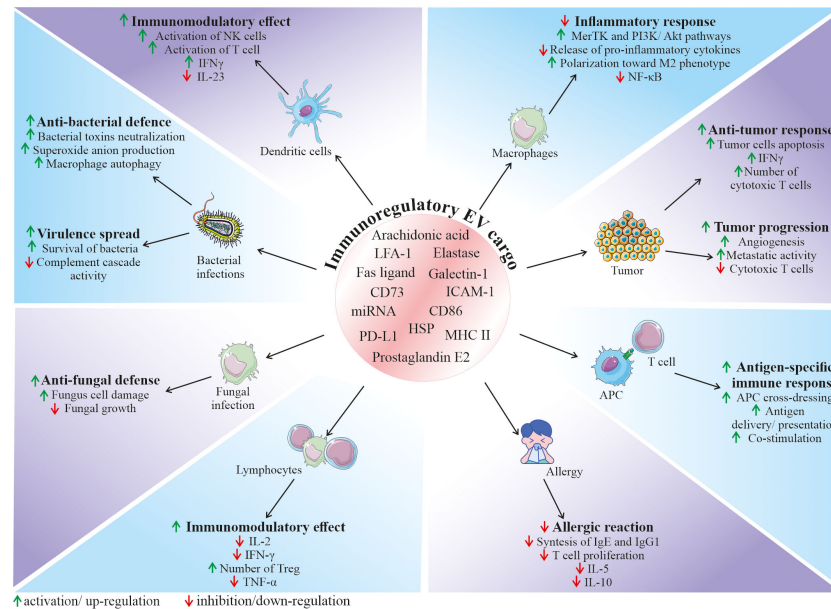 ↑ Immunomodulatory effect
↑ Activation of NK cells
↑ Activation of T cell
↑ IFNγ
↓ IL-23
Dendritic cells
↓ Inflammatory response
↑ MerTK and PI3K/ Akt pathways
↓ Release of pro-inflammatory cytokines
↑ Polarization toward M2 phenotype
↓ NF-κB
Macrophages
↑ Anti-bacterial defence
↑ Bacterial toxins neutralization
↑ Superoxide anion production
↑ Macrophage autophagy
↑ Virulence spread
↑ Survival of bacteria
↓ Complement cascade
activity
Bacterial
infections
↑ Anti-tumor response
↑ Tumor cells apoptosis
↑ IFNγ
↑ Number of
cytotoxic T cells
↑ Tumor progression
↑ Angiogenesis
↑ Metastatic activity
↓ Cytotoxic T cells
Tumor
Immunoregulatory EV cargo
Arachidonic acid
LFA-1 Elastase
Fas ligand Galectin-1
CD73 ICAM-1
miRNA CD86
HSP
PD-L1 MHC II
Prostaglandin E2
↑ Anti-fungal defense
↑ Fungus cell damage
↓ Fungal growth
Fungal
infection
T cell
APC
↑ Antigen-specific
immune response
↑ APC cross-dressing
↑ Antigen
delivery/ presentation
↑ Co-stimulation
Lymphocytes
↑ Immunomodulatory effect
↓ IL-2
↓ IFN-γ
↑ Number of Treg
↓ TNF-α
Allergy
↓ Allergic reaction
↓ Syntesis of IgE and IgG1
↓ T cell proliferation
↓ IL-5
↓ IL-10
↑ activation/ up-regulation ↓ inhibition/down-regulation